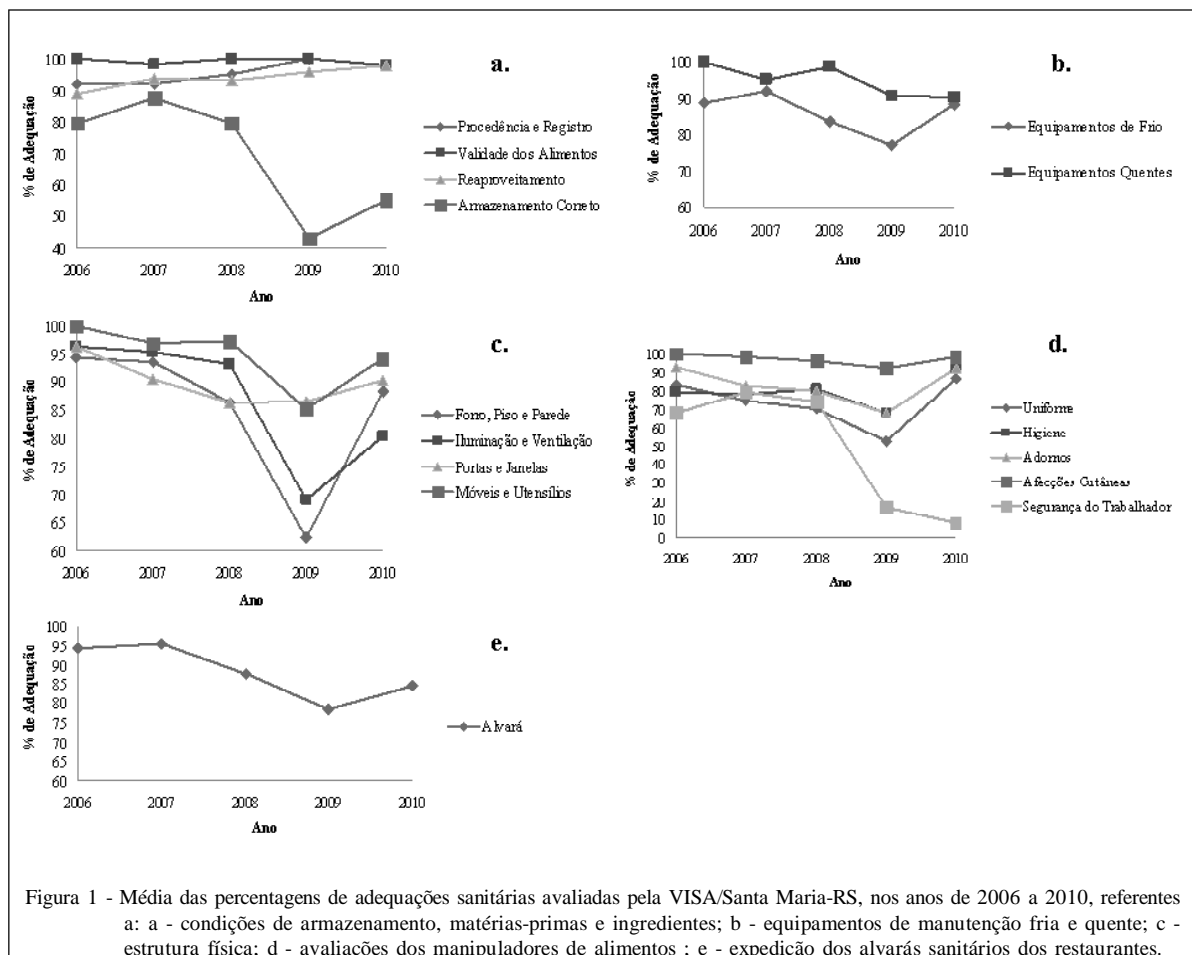 a.
% de Adequação
100
90
80
70
60
50
40
2006 2007 2008 2009 2010
Ano
Procedência e Registro
Validade dos Alimentos
Reaproveitamento
Armazenamento Correto
b.
% de Adequação
100
90
80
70
60
2006 2007 2008 2009 2010
Ano
Equipamentos de Frio
Equipamentos Quentes
c.
% de Adequação
100
95
90
85
80
75
70
65
60
2006 2007 2008 2009 2010
Ano
Forro, Piso e Parede
Iluminação e Ventilação
Portas e Janelas
Móveis e Utensílios
d.
% de Adequação
100
90
80
70
60
50
40
30
20
10
0
2006 2007 2008 2009 2010
Ano
Uniforme
Higiene
Adornos
Afecções Cutâneas
Segurança do Trabalhador
e.
% de Adequação
100
95
90
85
80
75
70
65
60
2006 2007 2008 2009 2010
Ano
Alvará
Figura 1 - Média das percentagens de adequações sanitárias avaliadas pela VISA/Santa Maria-RS, nos anos de 2006 a 2010, referentes
a: a - condições de armazenamento, matérias-primas e ingredientes; b - equipamentos de manutenção fria e quente; c -
estrutura física; d - avaliações dos manipuladores de alimentos ; e - expedição dos alvarás sanitários dos restaurantes.